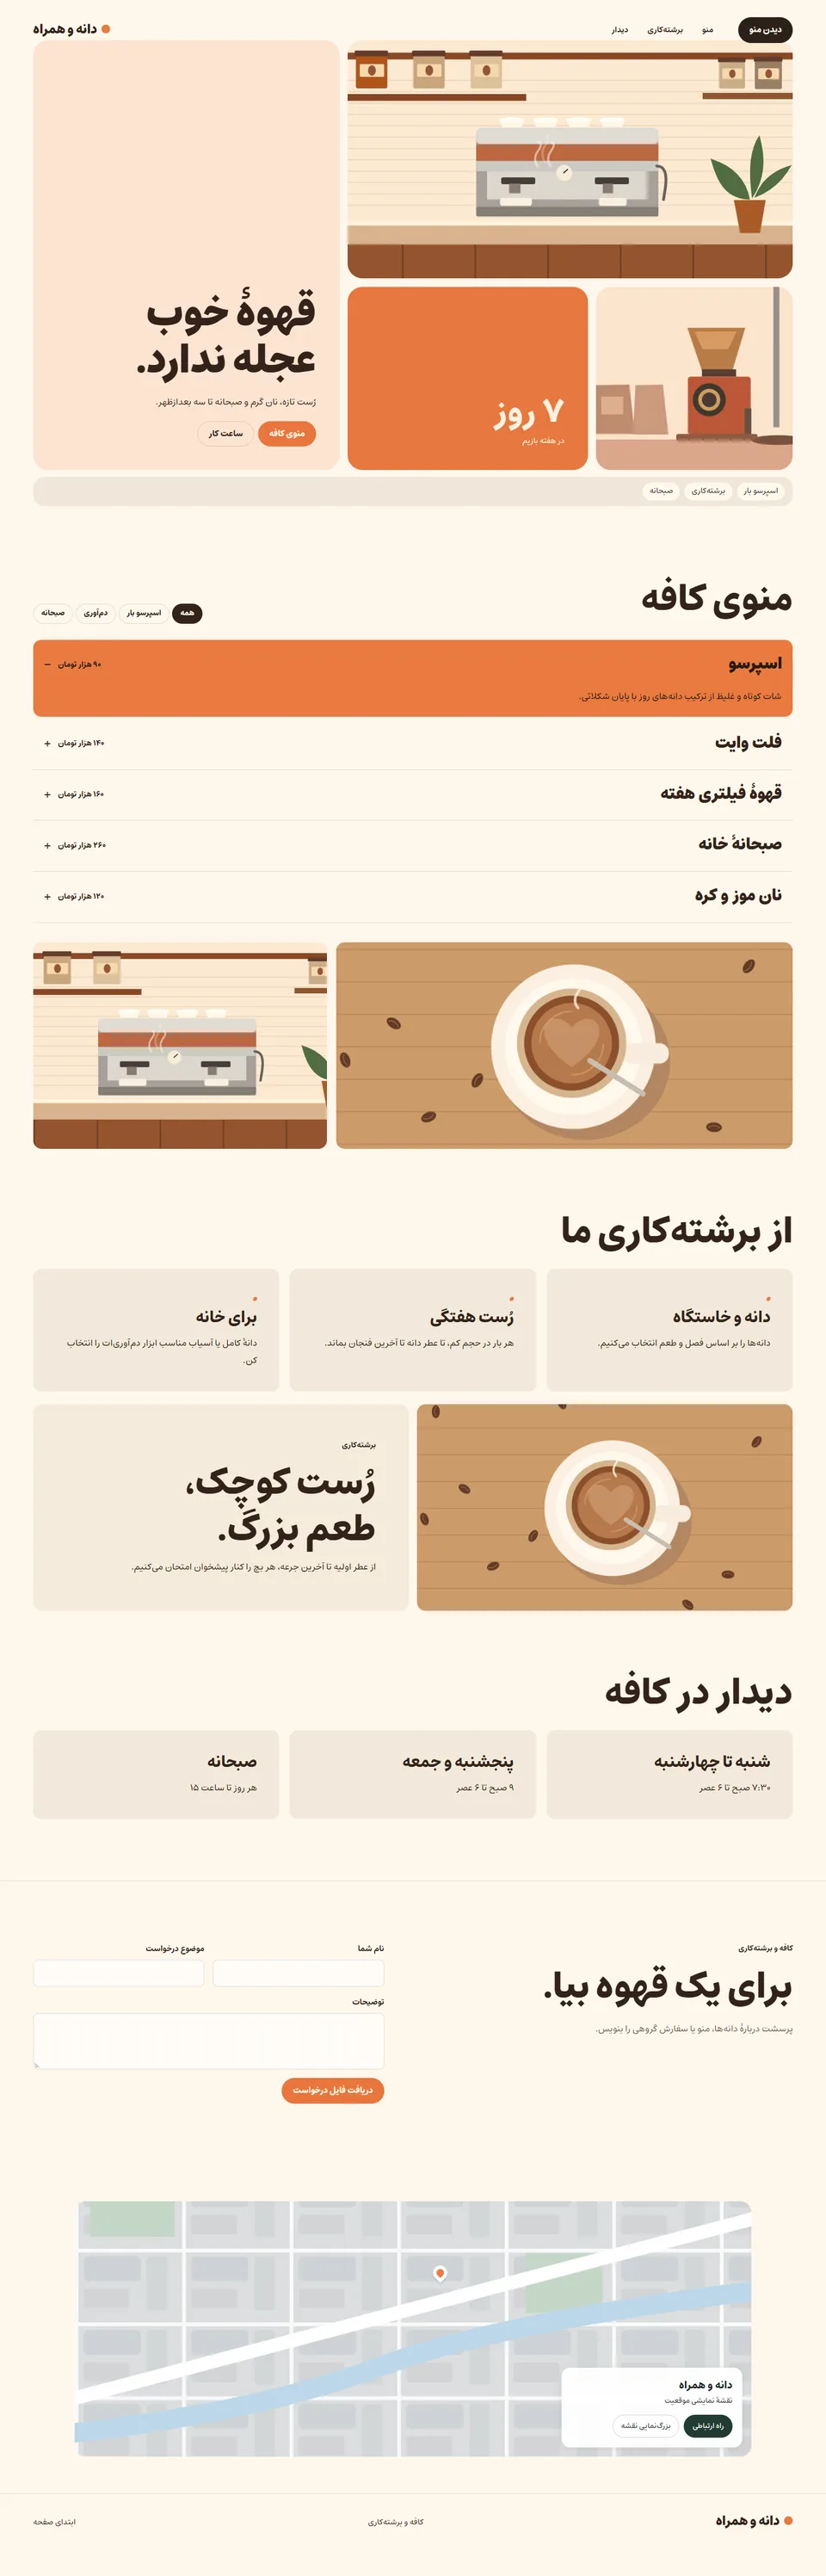 دانه و همراه
منو
برشته‌کاری
دیدار
دیدن منو
قهوهٔ خوب
عجله ندارد.
رُست تازه، نان گرم و صبحانه تا سه بعدازظهر.
منوی کافه
ساعت کار
۷ روز
در هفته بازیم
اسپرسو بار
برشته‌کاری
صبحانه
منوی کافه
همه
اسپرسو بار
دم‌آوری
صبحانه
اسپرسو
۹۰ هزار تومان −
شات کوتاه و غلیظ از ترکیب دانه‌های روز با پایان شکلاتی.
فلت وایت
۱۴۰ هزار تومان +
قهوهٔ فیلتری هفته
۱۶۰ هزار تومان +
صبحانهٔ خانه
۲۶۰ هزار تومان +
نان موز و کره
۱۲۰ هزار تومان +
از برشته‌کاری ما
دانه و خاستگاه
دانه‌ها را بر اساس فصل و طعم انتخاب می‌کنیم.
رُست هفتگی
هر بار در حجم کم، تا عطر دانه تا آخرین فنجان بماند.
برای خانه
دانهٔ کامل یا آسیاب مناسب ابزار دم‌آوری‌ات را انتخاب
کن.
برشته‌کاری
رُست کوچک،
طعم بزرگ.
از عطر اولیه تا آخرین جرعه، هر بچ را کنار پیشخوان امتحان می‌کنیم.
دیدار در کافه
شنبه تا چهارشنبه
۷:۳۰ صبح تا ۶ عصر
پنجشنبه و جمعه
۹ صبح تا ۶ عصر
صبحانه
هر روز تا ساعت ۱۵
کافه و برشته‌کاری
برای یک قهوه بیا.
پرسشت دربارهٔ دانه‌ها، منو یا سفارش گروهی را بنویس.
نام شما
موضوع درخواست
توضیحات
دریافت فایل درخواست
دانه و همراه
نقشهٔ نمایشی موقعیت
راه ارتباطی
بزرگ‌نمایی نقشه
دانه و همراه
کافه و برشته‌کاری
ابتدای صفحه